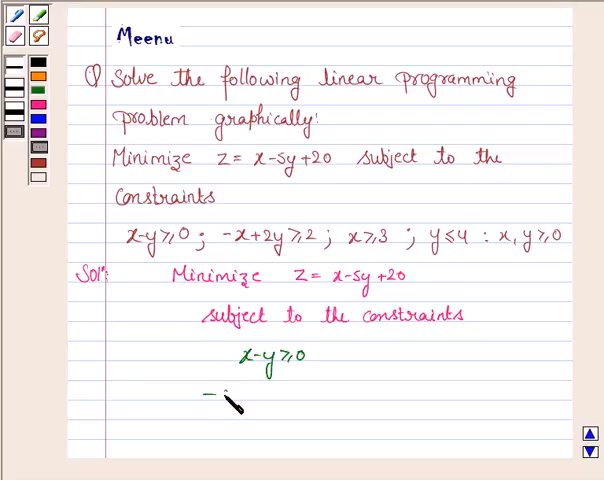 Meenu
Q Solve the following linear programming
problem graphically:
Minimize Z = x-5y+20 subject to the
constraints
x-y≥0 ; -x+2y≥2 ; x≥3 ; y≤4 : x, y≥0
Solⁿ: Minimize Z = x-5y+20
subject to the constraints
x-y≥0
-